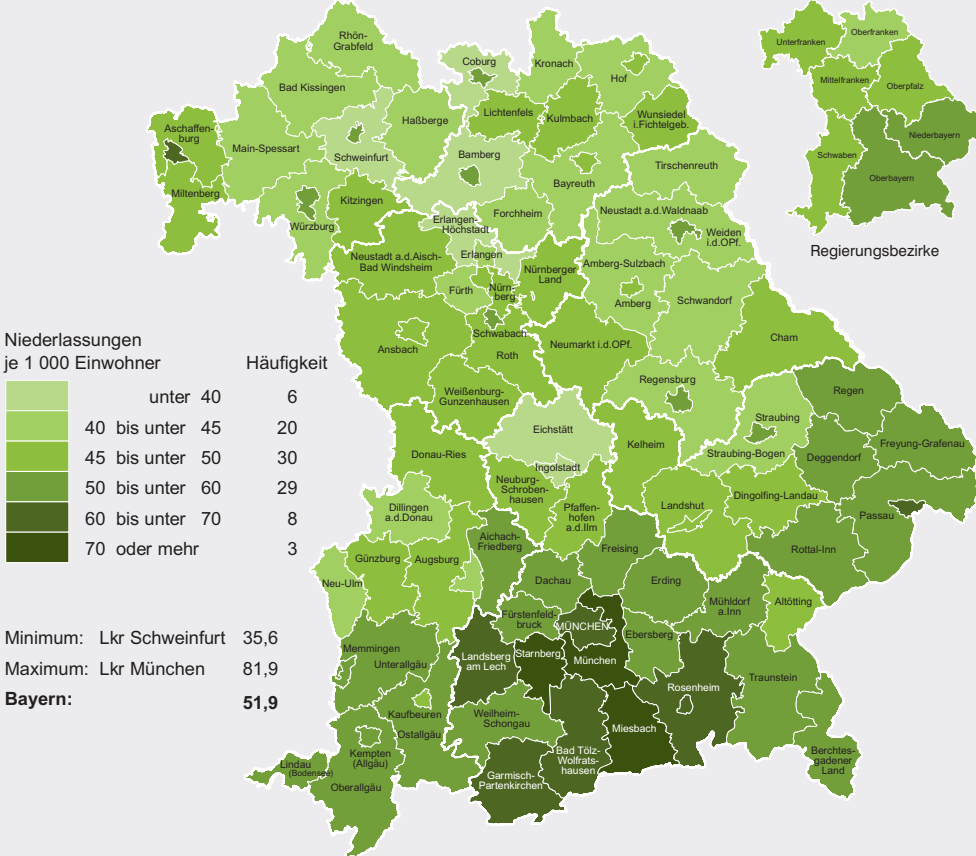 Rhön-
Grabfeld
Bad Kissingen
Coburg
Kronach
Hof
Lichtenfels
Kulmbach
Wunsiedel
i.Fichtelgeb.
Haßberge
Aschaffen-
burg
Main-Spessart
Schweinfurt
Bamberg
Bayreuth
Tirschenreuth
Miltenberg
Kitzingen
Würzburg
Forchheim
Erlangen-
Höchstadt
Erlangen
Neustadt a.d.Waldnaab
Weiden
i.d.OPf.
Neustadt a.d.Aisch-
Bad Windsheim
Nürnberger
Land
Amberg-Sulzbach
Fürth
Nürn-
berg
Amberg
Schwandorf
Ansbach
Schwabach
Roth
Neumarkt i.d.OPf.
Cham
Weißenburg-
Gunzenhausen
Regensburg
Regen
Eichstätt
Straubing
Straubing-Bogen
Freyung-Grafenau
Deggendorf
Donau-Ries
Kelheim
Ingolstadt
Neuburg-
Schroben-
hausen
Pfaffen-
hofen
a.d.Ilm
Landshut
Dingolfing-Landau
Passau
Dillingen
a.d.Donau
Aichach-
Friedberg
Freising
Rottal-Inn
Günzburg
Augsburg
Neu-Ulm
Dachau
Erding
Mühldorf
a.Inn
Altötting
Fürstenfeld-
bruck
MÜNCHEN
Ebersberg
Memmingen
Unterallgäu
Landsberg
am Lech
Starnberg
München
Rosenheim
Traunstein
Kaufbeuren
Ostallgäu
Weilheim-
Schongau
Miesbach
Bad Tölz-
Wolfrats-
hausen
Berchtes-
gadener
Land
Kempten
(Allgäu)
Lindau
(Bodensee)
Oberallgäu
Garmisch-
Partenkirchen
Unterfranken
Oberfranken
Mittelfranken
Oberpfalz
Niederbayern
Schwaben
Oberbayern
Regierungsbezirke
Niederlassungen
je 1 000 Einwohner Häufigkeit
unter 40 6
40 bis unter 45 20
45 bis unter 50 30
50 bis unter 60 29
60 bis unter 70 8
70 oder mehr 3
Minimum: Lkr Schweinfurt 35,6
Maximum: Lkr München 81,9
Bayern: 51,9